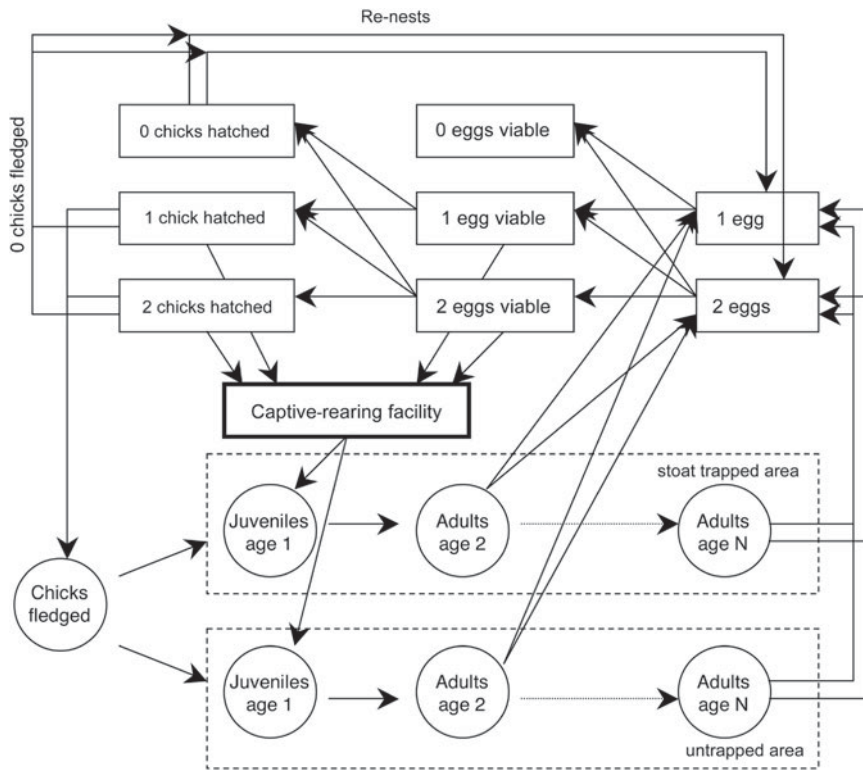 Re-nests
0 chicks fledged
0 chicks hatched
0 eggs viable
1 chick hatched
1 egg viable
1 egg
2 chicks hatched
2 eggs viable
2 eggs
Captive-rearing facility
stoat trapped area
Juveniles
age 1
Adults
age 2
Adults
age N
Chicks
fledged
Juveniles
age 1
Adults
age 2
Adults
age N
untrapped area